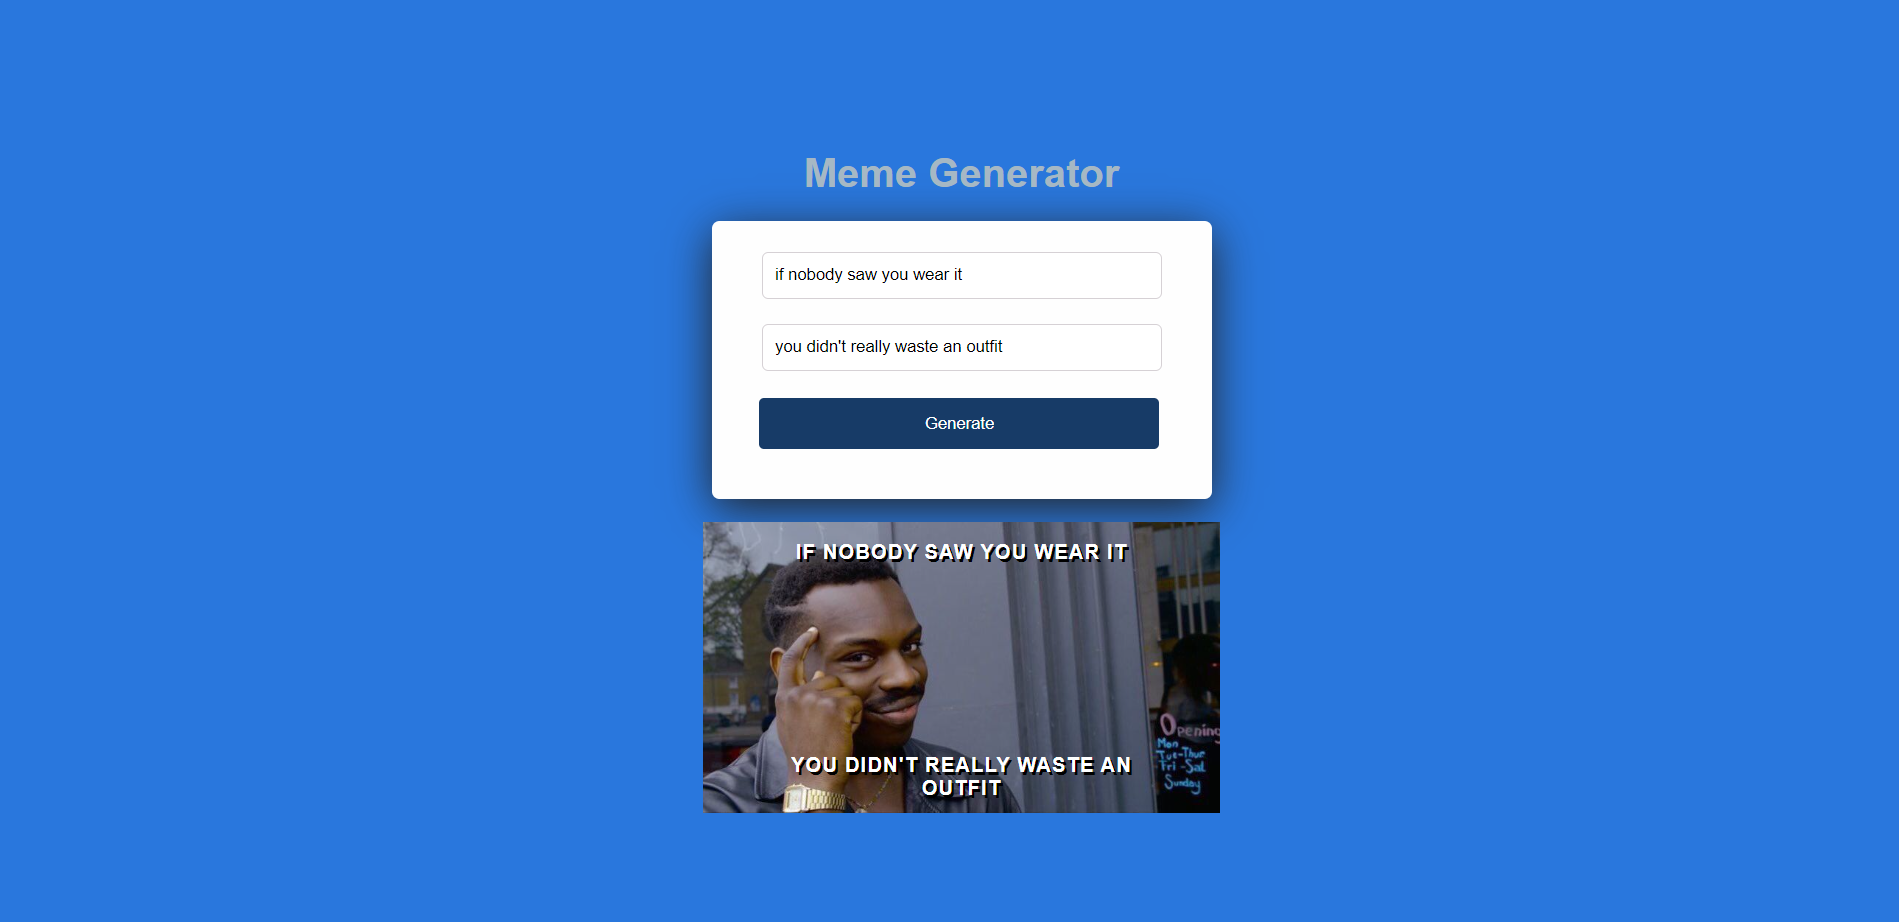 Meme Generator
if nobody saw you wear it
you didn't really waste an outfit
Generate
IF NOBODY SAW YOU WEAR IT
YOU DIDN'T REALLY WASTE AN
OUTFIT
Opening
Mon
Tue-Thur
Fri-Sat
Sunday